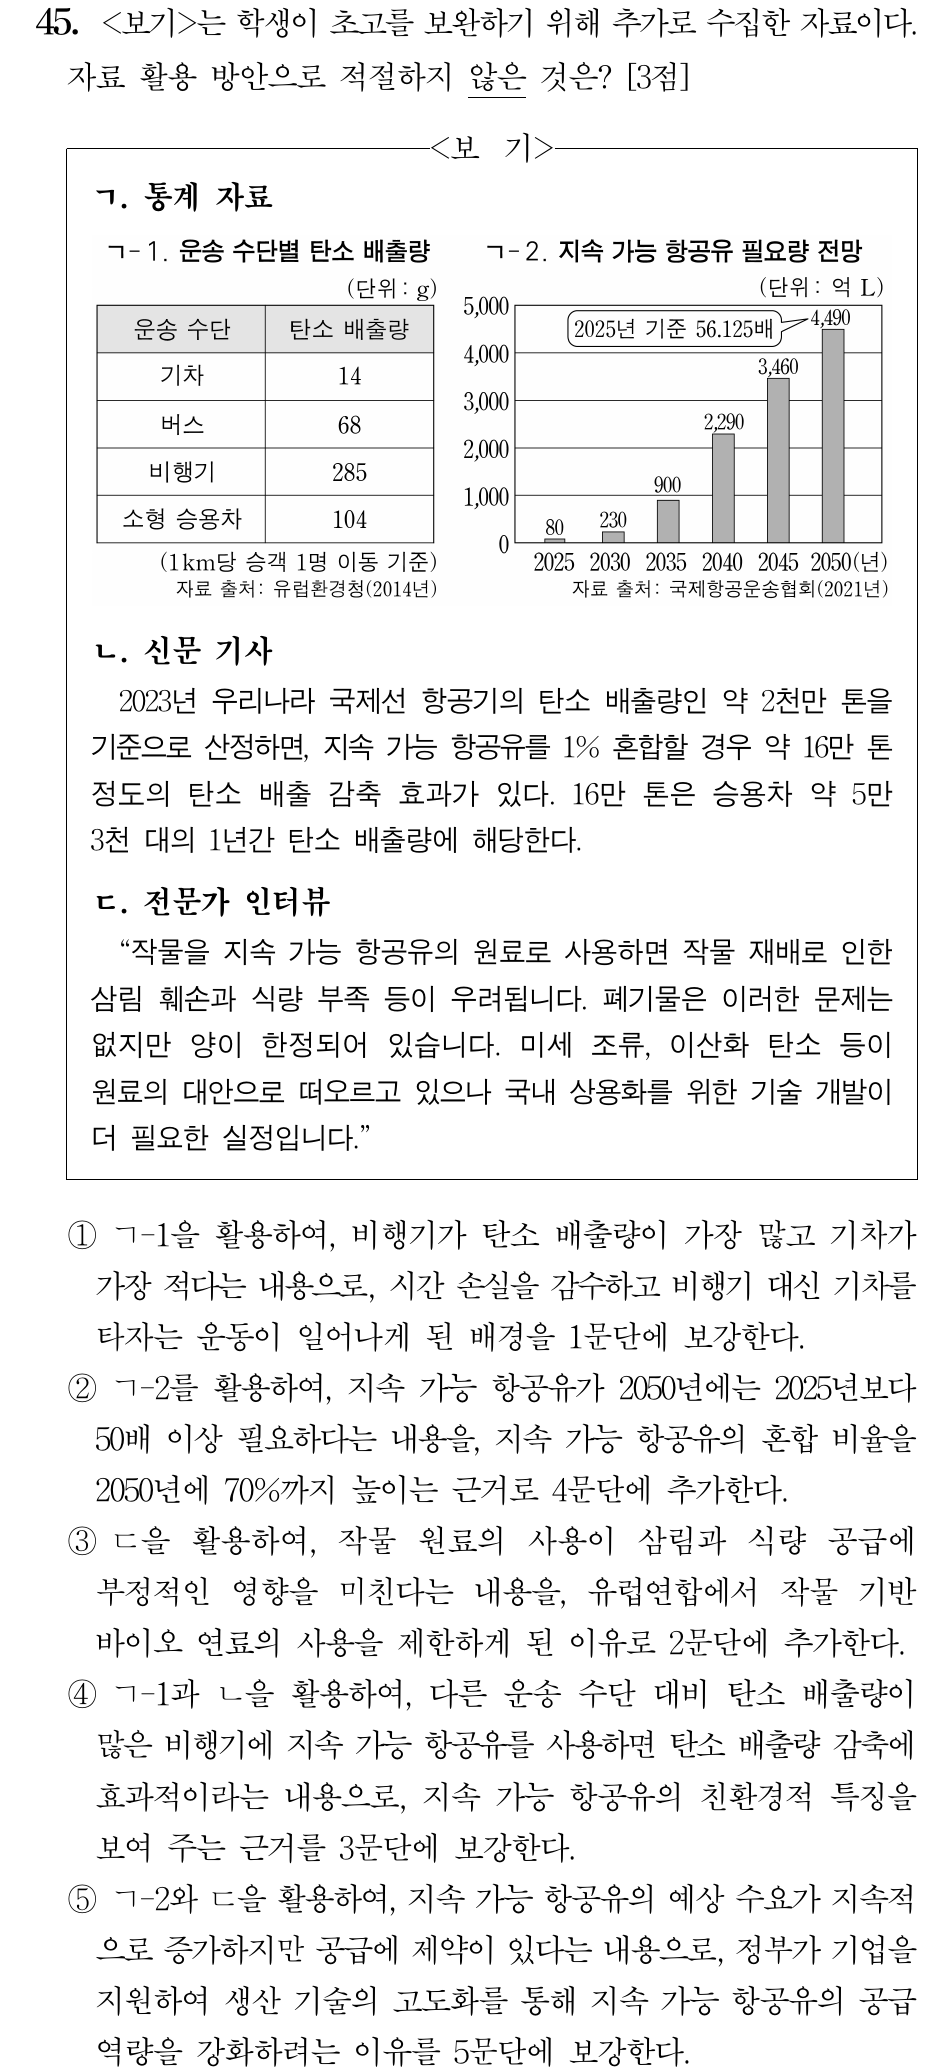 45. <보기>는 학생이 초고를 보완하기 위해 추가로 수집한 자료이다.
자료 활용 방안으로 적절하지 않은 것은? [3점]
<보 기>
ㄱ. 통계 자료
ㄱ-1. 운송 수단별 탄소 배출량
(단위: g)
운송 수단 탄소 배출량
기차 14
버스 68
비행기 285
소형 승용차 104
(1km당 승객 1명 이동 기준)
자료 출처: 유럽환경청(2014년)
ㄱ-2. 지속 가능 항공유 필요량 전망
(단위: 억 L)
5,000
4,000
3,000
2,000
1,000
0
2025년 기준 56.125배
80 230 900 2,290 3,460 4,490
2025 2030 2035 2040 2045 2050(년)
자료 출처: 국제항공운송협회(2021년)
ㄴ. 신문 기사
2023년 우리나라 국제선 항공기의 탄소 배출량인 약 2천만 톤을
기준으로 산정하면, 지속 가능 항공유를 1% 혼합할 경우 약 16만 톤
정도의 탄소 배출 감축 효과가 있다. 16만 톤은 승용차 약 5만
3천 대의 1년간 탄소 배출량에 해당한다.
ㄷ. 전문가 인터뷰
“작물을 지속 가능 항공유의 원료로 사용하면 작물 재배로 인한
삼림 훼손과 식량 부족 등이 우려됩니다. 폐기물은 이러한 문제는
없지만 양이 한정되어 있습니다. 미세 조류, 이산화 탄소 등이
원료의 대안으로 떠오르고 있으나 국내 상용화를 위한 기술 개발이
더 필요한 실정입니다.”
① ㄱ-1을 활용하여, 비행기가 탄소 배출량이 가장 많고 기차가
가장 적다는 내용으로, 시간 손실을 감수하고 비행기 대신 기차를
타자는 운동이 일어나게 된 배경을 1문단에 보강한다.
② ㄱ-2를 활용하여, 지속 가능 항공유가 2050년에는 2025년보다
50배 이상 필요하다는 내용을, 지속 가능 항공유의 혼합 비율을
2050년에 70%까지 높이는 근거로 4문단에 추가한다.
③ ㄷ을 활용하여, 작물 원료의 사용이 삼림과 식량 공급에
부정적인 영향을 미친다는 내용을, 유럽연합에서 작물 기반
바이오 연료의 사용을 제한하게 된 이유로 2문단에 추가한다.
④ ㄱ-1과 ㄴ을 활용하여, 다른 운송 수단 대비 탄소 배출량이
많은 비행기에 지속 가능 항공유를 사용하면 탄소 배출량 감축에
효과적이라는 내용으로, 지속 가능 항공유의 친환경적 특징을
보여 주는 근거를 3문단에 보강한다.
⑤ ㄱ-2와 ㄷ을 활용하여, 지속 가능 항공유의 예상 수요가 지속적
으로 증가하지만 공급에 제약이 있다는 내용으로, 정부가 기업을
지원하여 생산 기술의 고도화를 통해 지속 가능 항공유의 공급
역량을 강화하려는 이유를 5문단에 보강한다.